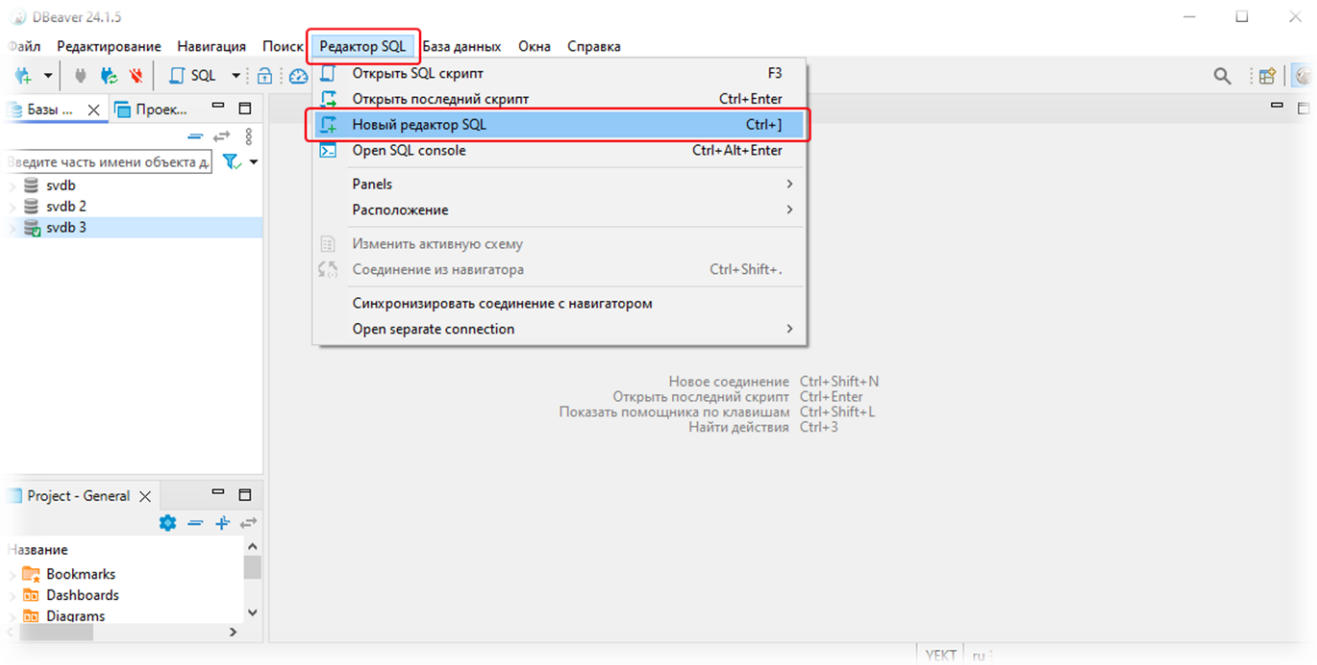 DBeaver 24.1.5
Файл Редактирование Навигация Поиск Редактор SQL База данных Окна Справка
SQL
Открыть SQL скрипт F3
Открыть последний скрипт Ctrl+Enter
Новый редактор SQL Ctrl+]
Open SQL console Ctrl+Alt+Enter
Panels
Расположение
Изменить активную схему
Соединение из навигатора Ctrl+Shift+.
Синхронизировать соединение с навигатором
Open separate connection
Базы ... Проек...
Введите часть имени объекта д
svdb
svdb 2
svdb 3
Новое соединение Ctrl+Shift+N
Открыть последний скрипт Ctrl+Enter
Показать помощника по клавишам Ctrl+Shift+L
Найти действия Ctrl+3
Project - General
Название
Bookmarks
Dashboards
Diagrams
YEKT ru